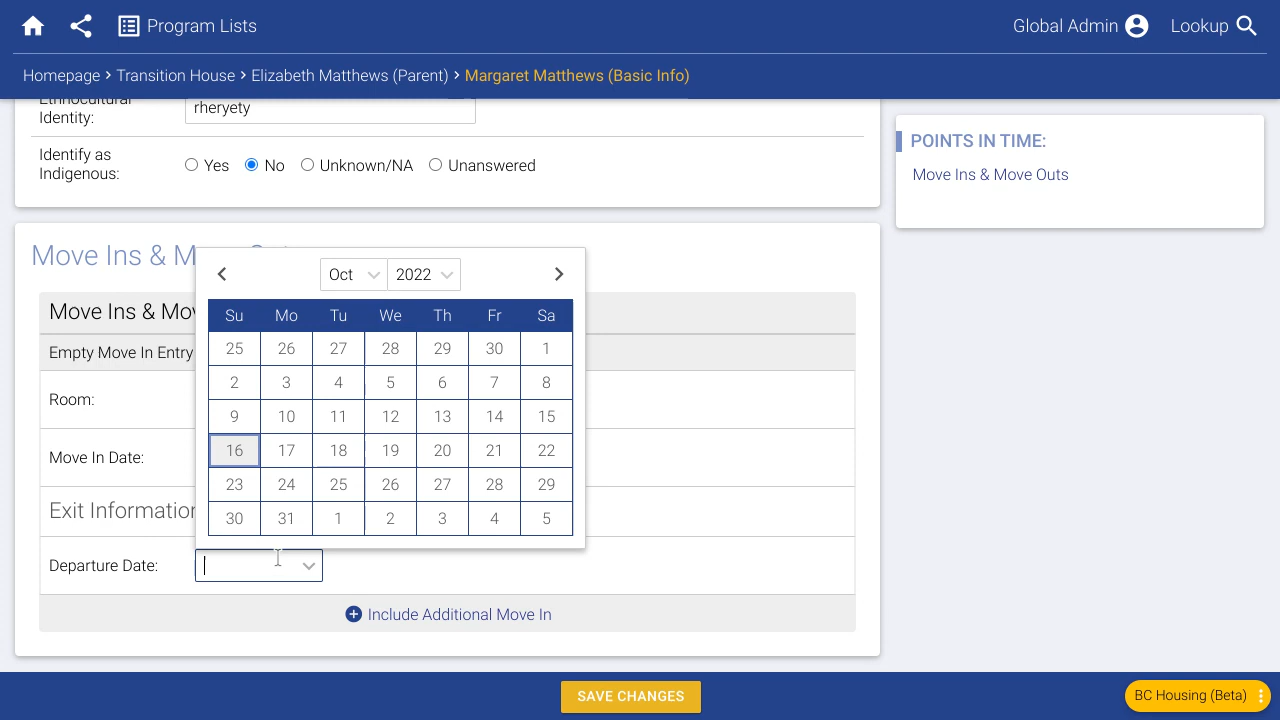 Program Lists
Global Admin
Lookup
Homepage > Transition House > Elizabeth Matthews (Parent) > Margaret Matthews (Basic Info)
Ethnocultural
Identity:
rheryety
Identify as
Indigenous:
Yes No Unknown/NA Unanswered
POINTS IN TIME:
Move Ins & Move Outs
Move Ins & M
Oct 2022
Su Mo Tu We Th Fr Sa
25 26 27 28 29 30 1
2 3 4 5 6 7 8
9 10 11 12 13 14 15
16 17 18 19 20 21 22
23 24 25 26 27 28 29
30 31 1 2 3 4 5
Move Ins & Mov
Empty Move In Entry
Room:
Move In Date:
Exit Information
Departure Date:
Include Additional Move In
SAVE CHANGES
BC Housing (Beta)